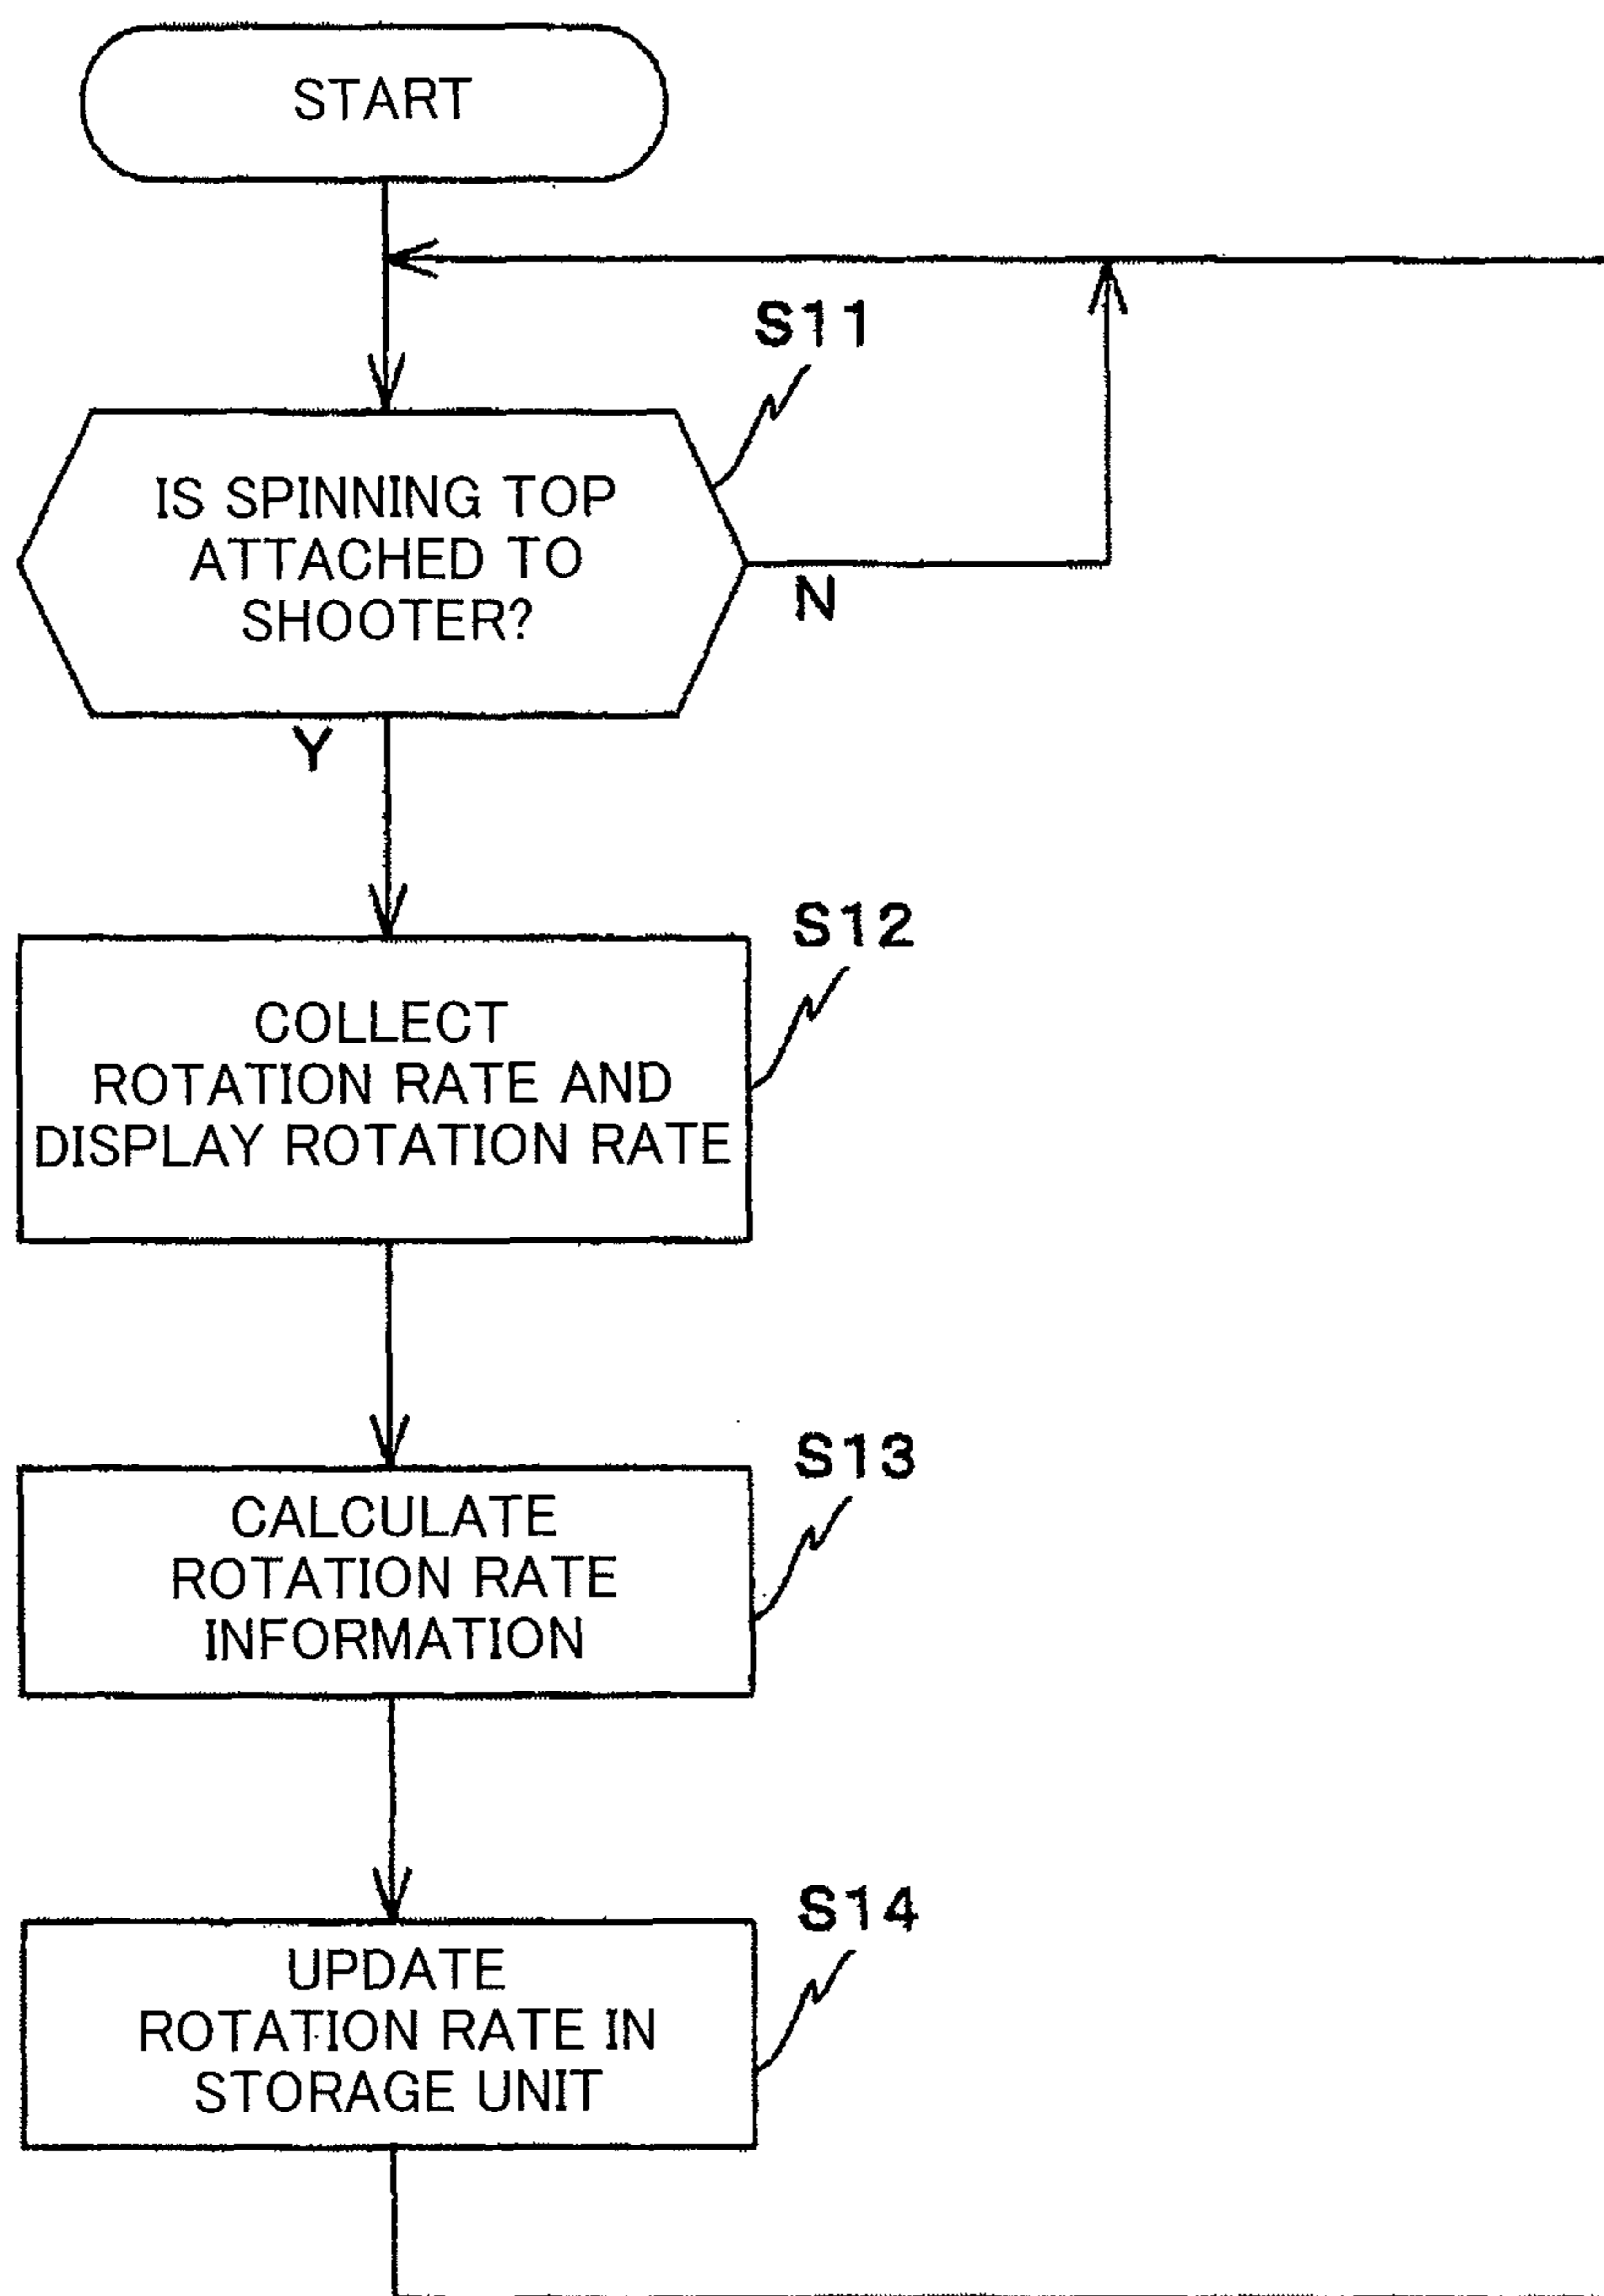 START
S11
IS SPINNING TOP
ATTACHED TO
SHOOTER?
N
Y
S12
COLLECT
ROTATION RATE AND
DISPLAY ROTATION RATE
S13
CALCULATE
ROTATION RATE
INFORMATION
S14
UPDATE
ROTATION RATE IN
STORAGE UNIT